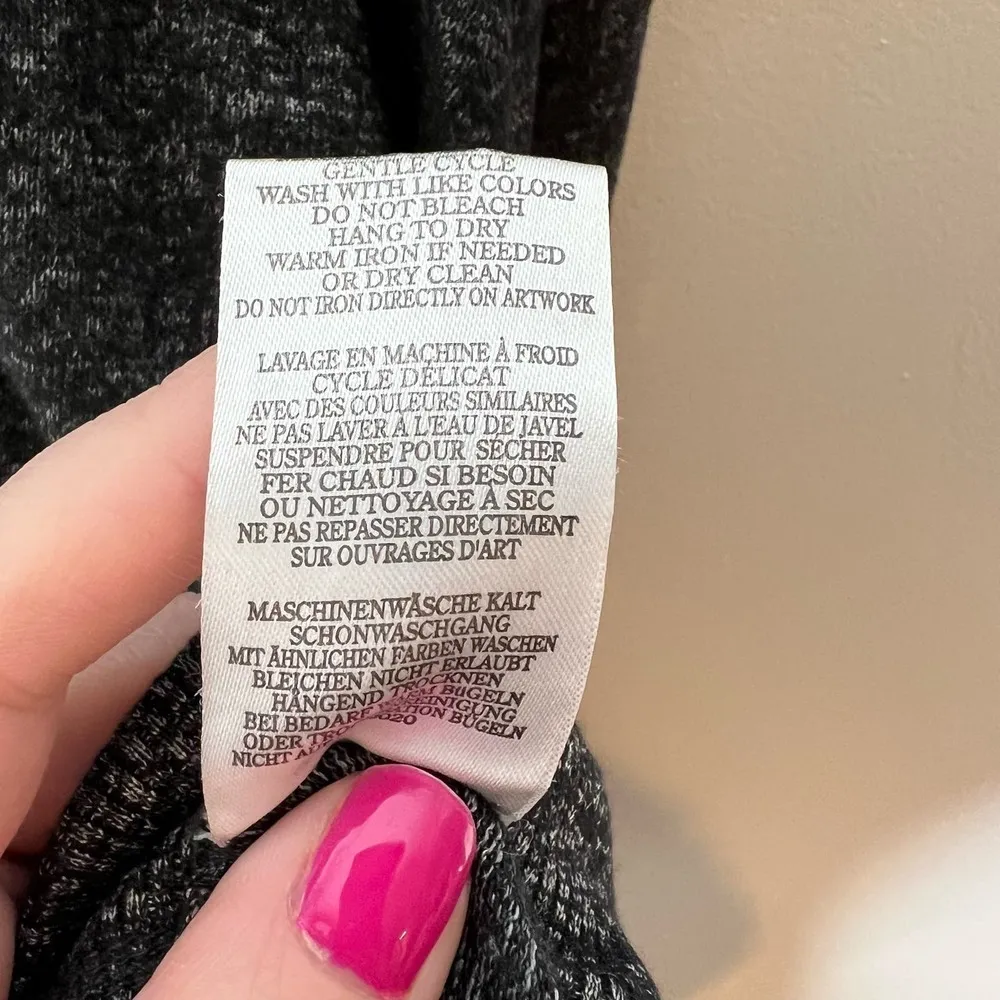 GENTLE CYCLE
WASH WITH LIKE COLORS
DO NOT BLEACH
HANG TO DRY
WARM IRON IF NEEDED
OR DRY CLEAN
DO NOT IRON DIRECTLY ON ARTWORK
LAVAGE EN MACHINE À FROID
CYCLE DÉLICAT
AVEC DES COULEURS SIMILAIRES
NE PAS LAVER À L'EAU DE JAVEL
SUSPENDRE POUR SÉCHER
FER CHAUD SI BESOIN
OU NETTOYAGE À SEC
NE PAS REPASSER DIRECTEMENT
SUR OUVRAGES D'ART
MASCHINENWÄSCHE KALT
SCHONWASCHGANG
MIT ÄHNLICHEN FARBEN WASCHEN
BLEICHEN NICHT ERLAUBT
HÄNGEND TROCKNEN
BEI BEDARF BÜGELN
ODER
NICHT BÜGELN